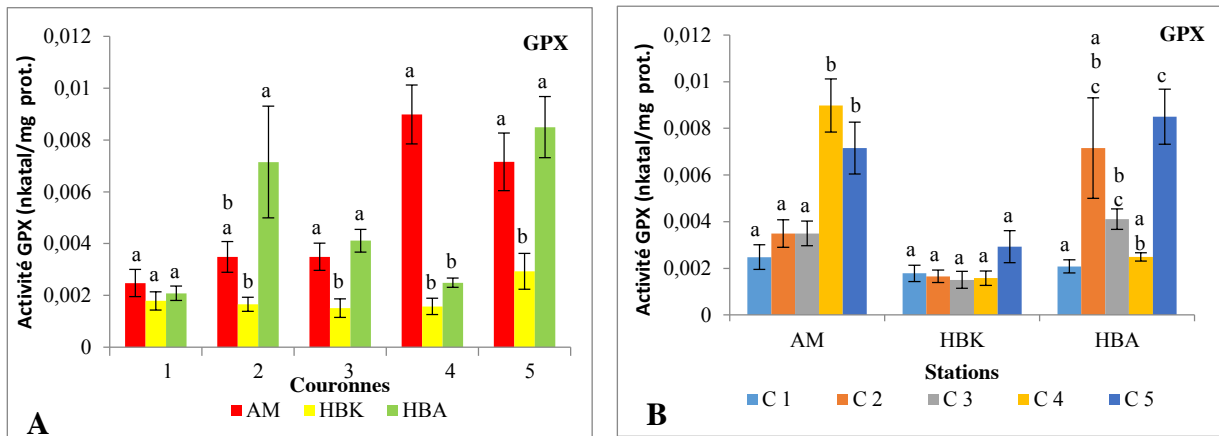 GPX
Activité GPX (nkatal/mg prot.)
0,012
0,01
0,008
0,006
0,004
0,002
0
a
a
a
b
a
b
a
a
b
a
a
b
b
a
b
a
1
2
3
4
5
Couronnes
AM
HBK
HBA
A
GPX
Activité GPX (nkatal/mg prot.)
0,012
0,01
0,008
0,006
0,004
0,002
0
a
a
a
b
b
a
a
a
a
a
a
a
b
c
b
c
a
b
c
AM
HBK
HBA
Stations
C 1
C 2
C 3
C 4
C 5
B